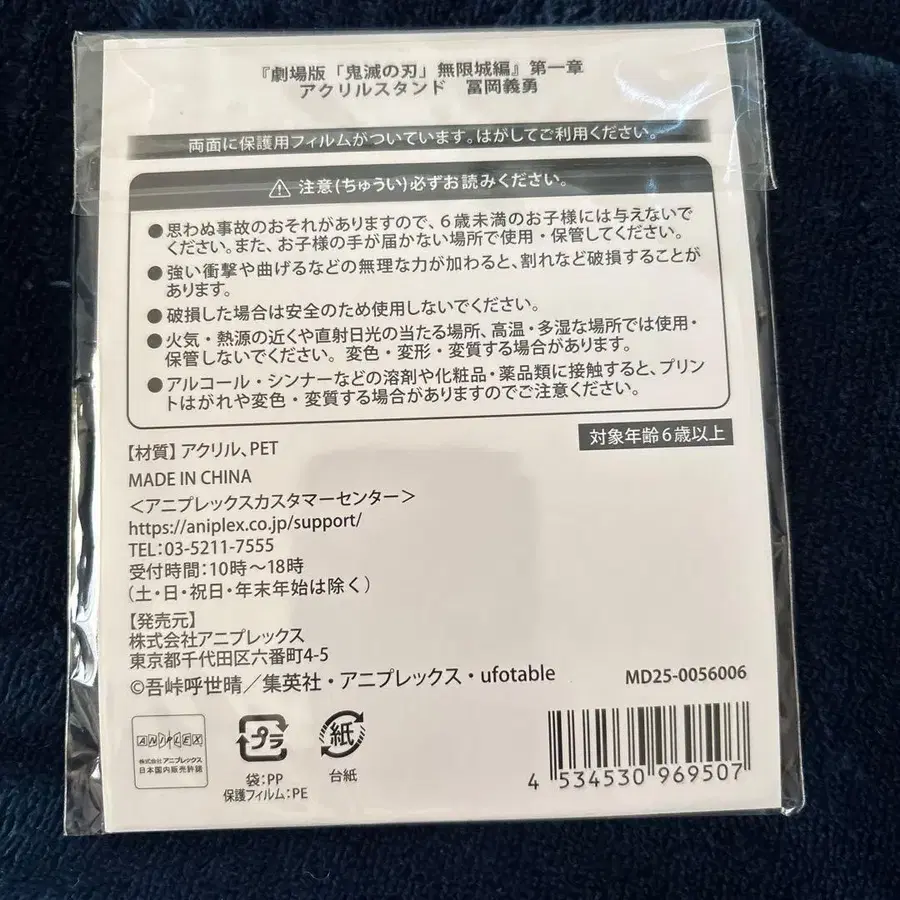 『劇場版「鬼滅の刃」無限城編』第一章
アクリルスタンド　冨岡義勇
両面に保護用フィルムがついています。はがしてご利用ください。
注意(ちゅうい)必ずお読みください。
●思わぬ事故のおそれがありますので、6歳未満のお子様には与えないで
ください。また、お子様の手が届かない場所で使用・保管してください。
●強い衝撃や曲げるなどの無理な力が加わると、割れなど破損することが
あります。
●破損した場合は安全のため使用しないでください。
●火気・熱源の近くや直射日光の当たる場所、高温・多湿な場所では使用・
保管しないでください。変色・変形・変質する場合があります。
●アルコール・シンナーなどの溶剤や化粧品・薬品類に接触すると、プリン
トはがれや変色・変質する場合がありますのでご注意ください。
対象年齢6歳以上
【材質】アクリル、PET
MADE IN CHINA
＜アニプレックスカスタマーセンター＞
https://aniplex.co.jp/support/
TEL:03-5211-7555
受付時間:10時～18時
(土・日・祝日・年末年始は除く)
【発売元】
株式会社アニプレックス
東京都千代田区六番町4-5
©吾峠呼世晴／集英社・アニプレックス・ufotable
MD25-0056006
ANIPLEX
株式会社アニプレックス
日本国内販売許諾
プラ
袋:PP
保護フィルム:PE
紙
台紙
4 534530 969507